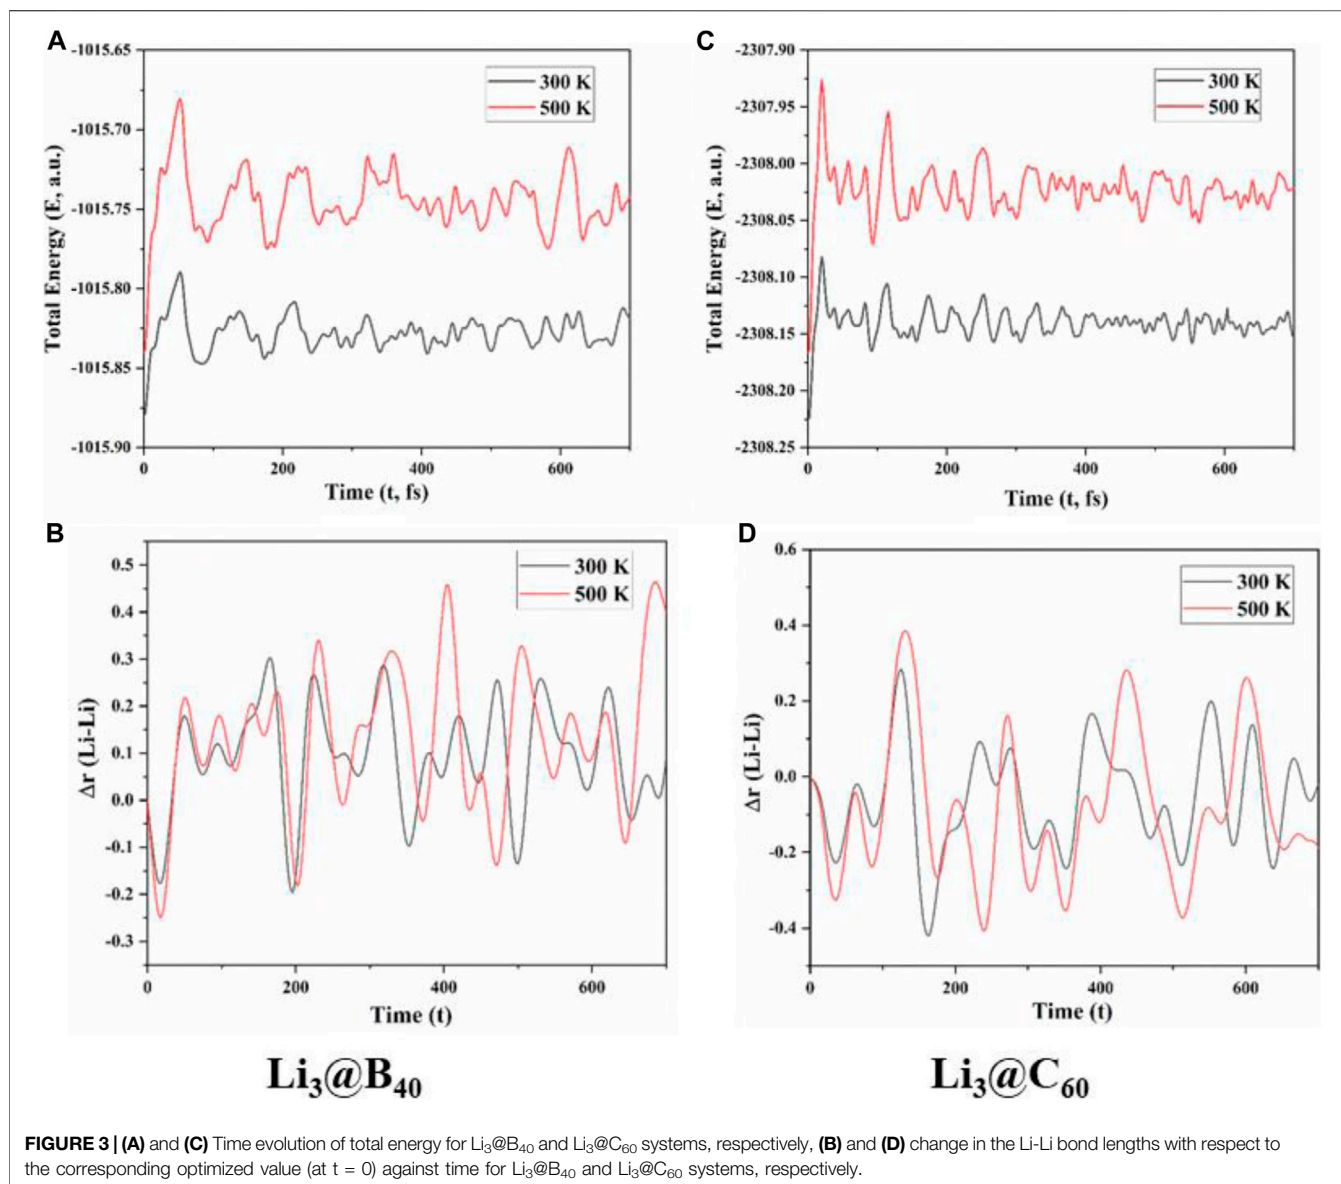 A
-1015.65
-1015.70
-1015.75
-1015.80
-1015.85
-1015.90
Total Energy (E, a.u.)
300 K
500 K
0
200
400
600
Time (t, fs)
C
-2307.90
-2307.95
-2308.00
-2308.05
-2308.10
-2308.15
-2308.20
-2308.25
Total Energy (E, a.u.)
300 K
500 K
0
200
400
600
Time (t, fs)
B
0.5
0.4
0.3
0.2
0.1
0.0
-0.1
-0.2
-0.3
Δr (Li-Li)
300 K
500 K
0
200
400
600
Time (t)
Li₃@B₄₀
D
0.6
0.4
0.2
0.0
-0.2
-0.4
Δr (Li-Li)
300 K
500 K
0
200
400
600
Time (t)
Li₃@C₆₀
FIGURE 3 | (A) and (C) Time evolution of total energy for Li₃@B₄₀ and Li₃@C₆₀ systems, respectively, (B) and (D) change in the Li-Li bond lengths with respect to
the corresponding optimized value (at t = 0) against time for Li₃@B₄₀ and Li₃@C₆₀ systems, respectively.